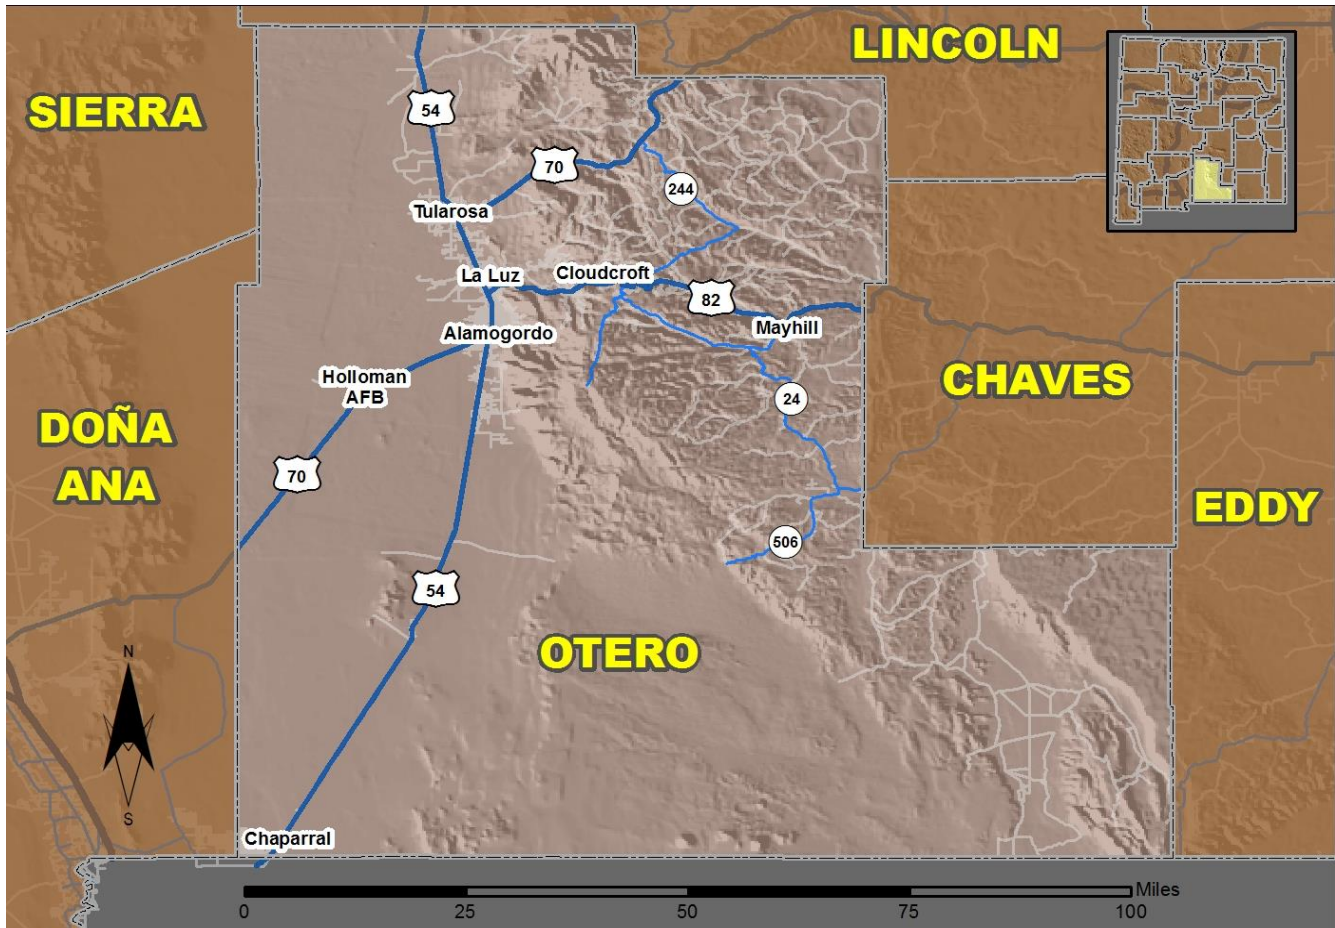 LINCOLN
SIERRA
54
70
244
Tularosa
La Luz
Cloudcroft
82
Mayhill
Alamogordo
Holloman
AFB
CHAVES
24
DOÑA
ANA
70
EDDY
506
54
OTERO
N
S
Chaparral
Miles
0 25 50 75 100